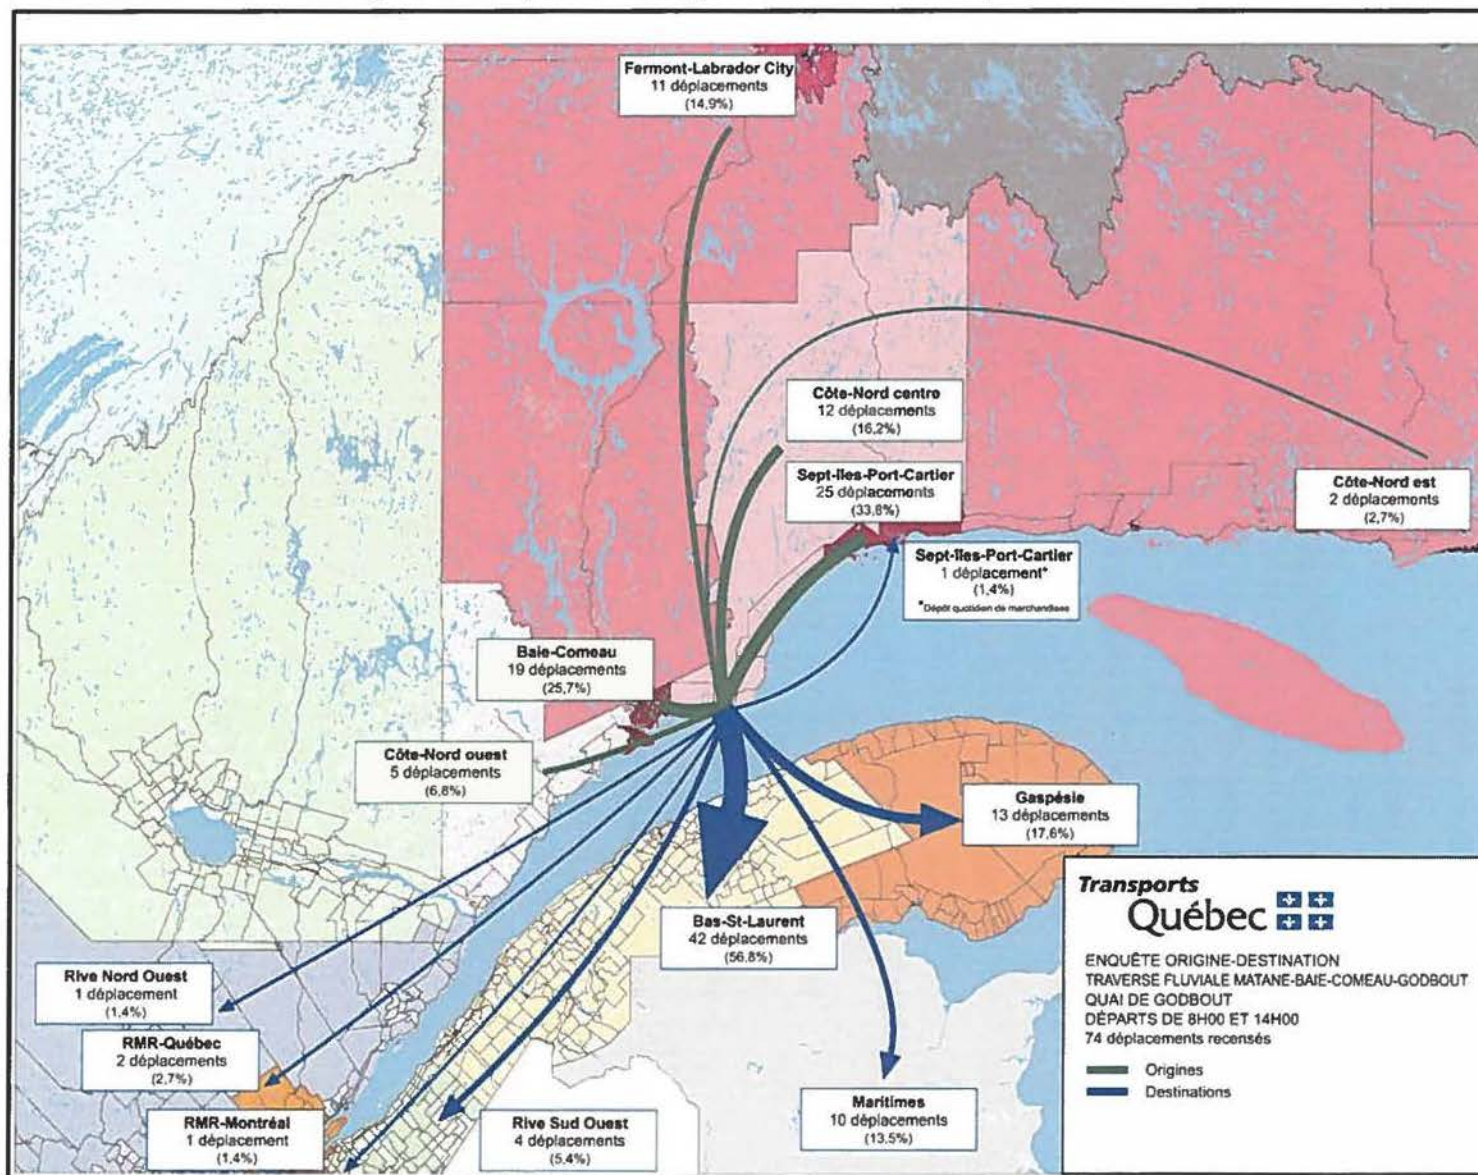 Fermont-Labrador City
11 déplacements
(14,9%)
Côte-Nord centre
12 déplacements
(16,2%)
Sept-Iles-Port-Cartier
25 déplacements
(33,8%)
Côte-Nord est
2 déplacements
(2,7%)
Sept-Iles-Port-Cartier
1 déplacement*
(1,4%)
*Dépôt quotidien de marchandises
Baie-Comeau
19 déplacements
(25,7%)
Côte-Nord ouest
5 déplacements
(6,8%)
Gaspésie
13 déplacements
(17,6%)
Bas-St-Laurent
42 déplacements
(56,8%)
Rive Nord Ouest
1 déplacement
(1,4%)
RMR-Québec
2 déplacements
(2,7%)
RMR-Montréal
1 déplacement
(1,4%)
Rive Sud Ouest
4 déplacements
(5,4%)
Maritimes
10 déplacements
(13,5%)
Transports
Québec
ENQUÊTE ORIGINE-DESTINATION
TRAVERSE FLUVIALE MATANE-BAIE-COMEAU-GODBOUT
QUAI DE GODBOUT
DÉPARTS DE 8H00 ET 14H00
74 déplacements recensés
Origines
Destinations